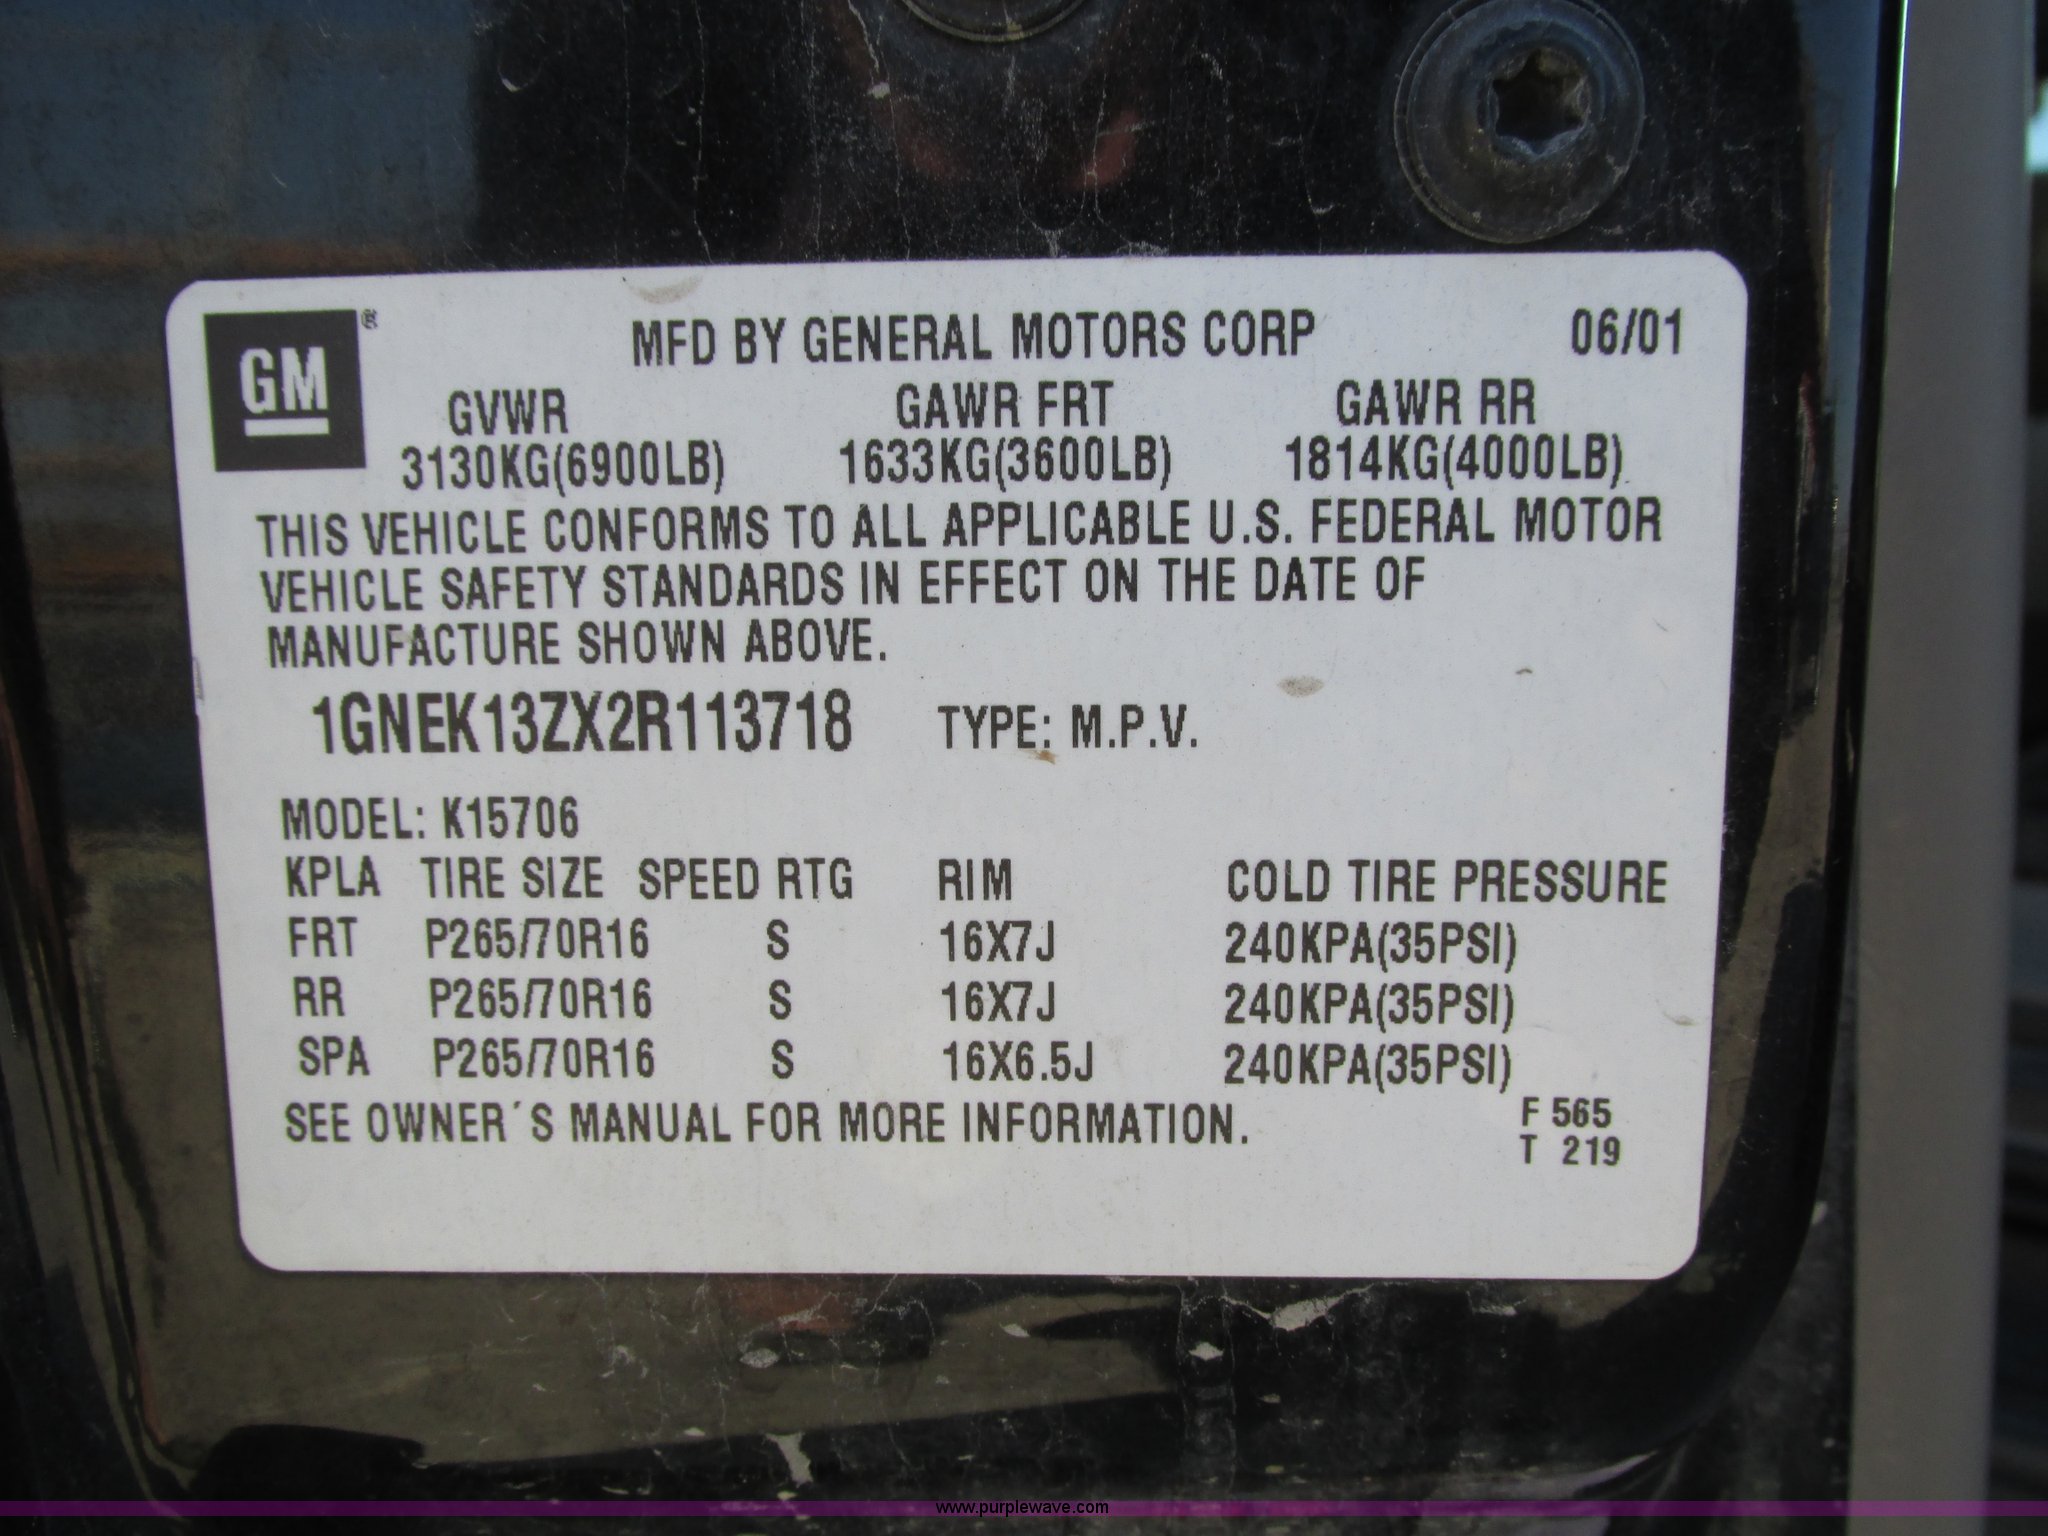 GM ® MFD BY GENERAL MOTORS CORP 06/01
GVWR GAWR FRT GAWR RR
3130KG(6900LB) 1633KG(3600LB) 1814KG(4000LB)
THIS VEHICLE CONFORMS TO ALL APPLICABLE U.S. FEDERAL MOTOR
VEHICLE SAFETY STANDARDS IN EFFECT ON THE DATE OF
MANUFACTURE SHOWN ABOVE.
1GNEK13ZX2R113718 TYPE: M.P.V.
MODEL: K15706
KPLA TIRE SIZE SPEED RTG RIM COLD TIRE PRESSURE
FRT P265/70R16 S 16X7J 240KPA(35PSI)
RR P265/70R16 S 16X7J 240KPA(35PSI)
SPA P265/70R16 S 16X6.5J 240KPA(35PSI)
SEE OWNER´S MANUAL FOR MORE INFORMATION. F 565
T 219
www.purplewave.com